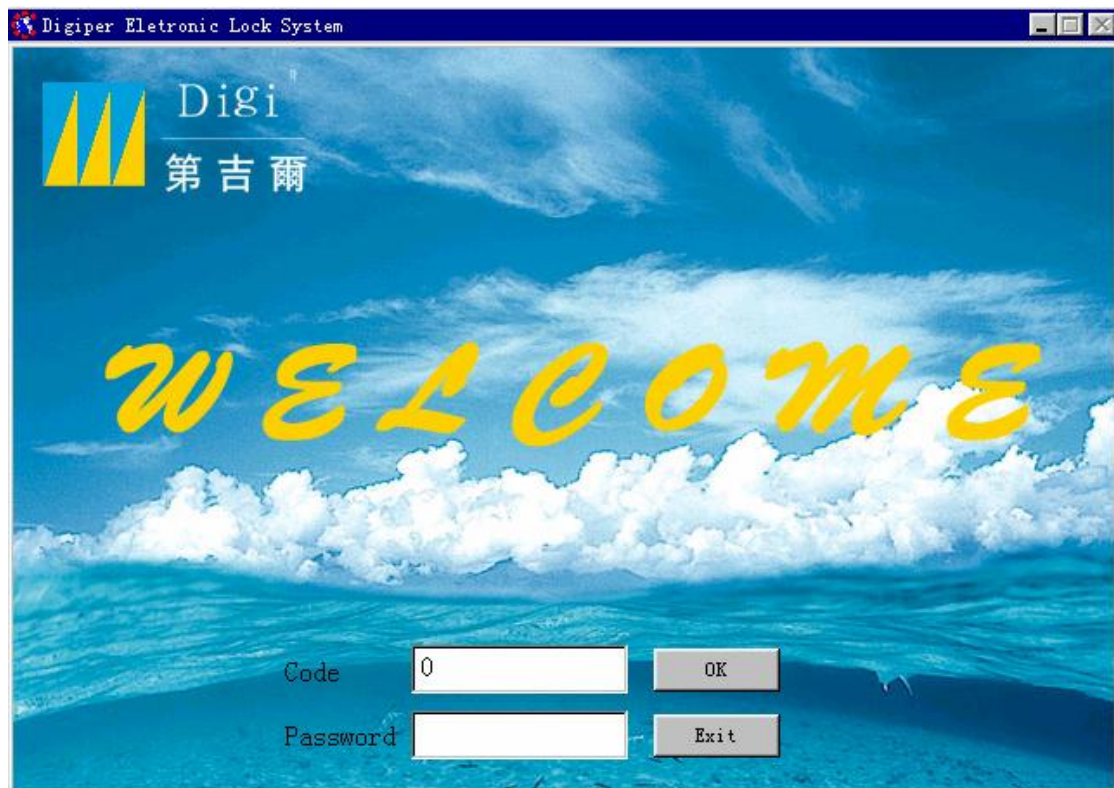 Digiper Eletronic Lock System
Digi
第吉爾
WELCOME
Code 0 OK
Password Exit